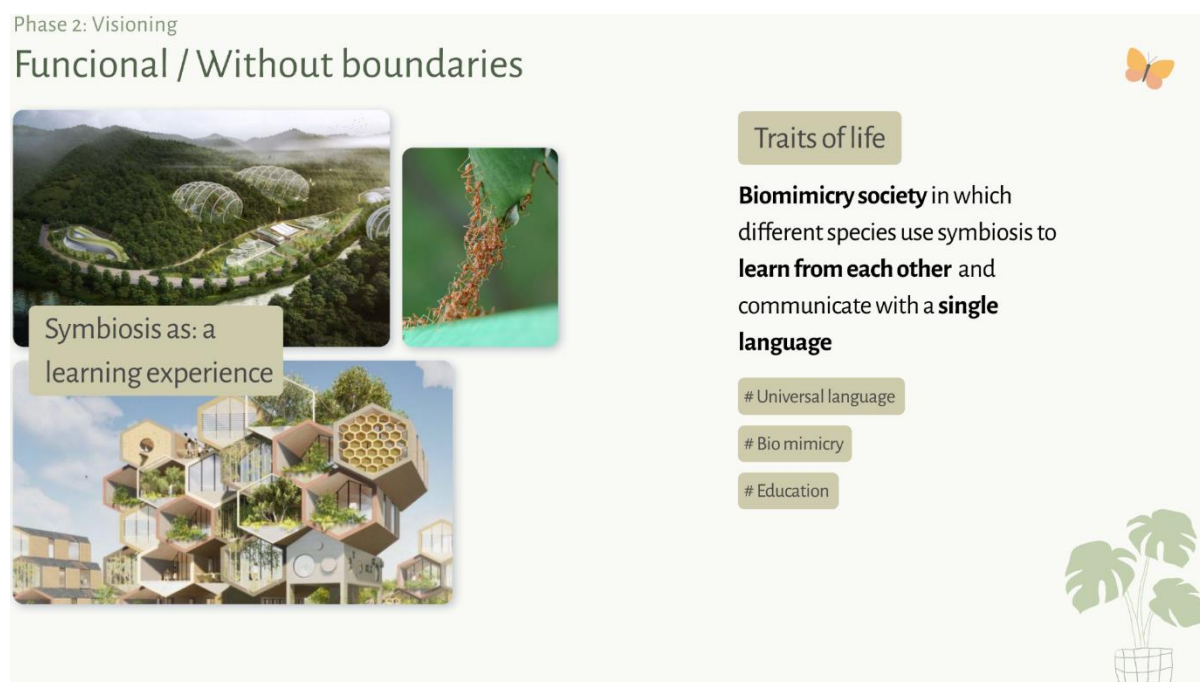 Phase 2: Visioning
Funcional / Without boundaries
Symbiosis as: a
learning experience
Traits of life
Biomimicry society in which
different species use symbiosis to
learn from each other and
communicate with a single
language
# Universal language
# Bio mimicry
# Education